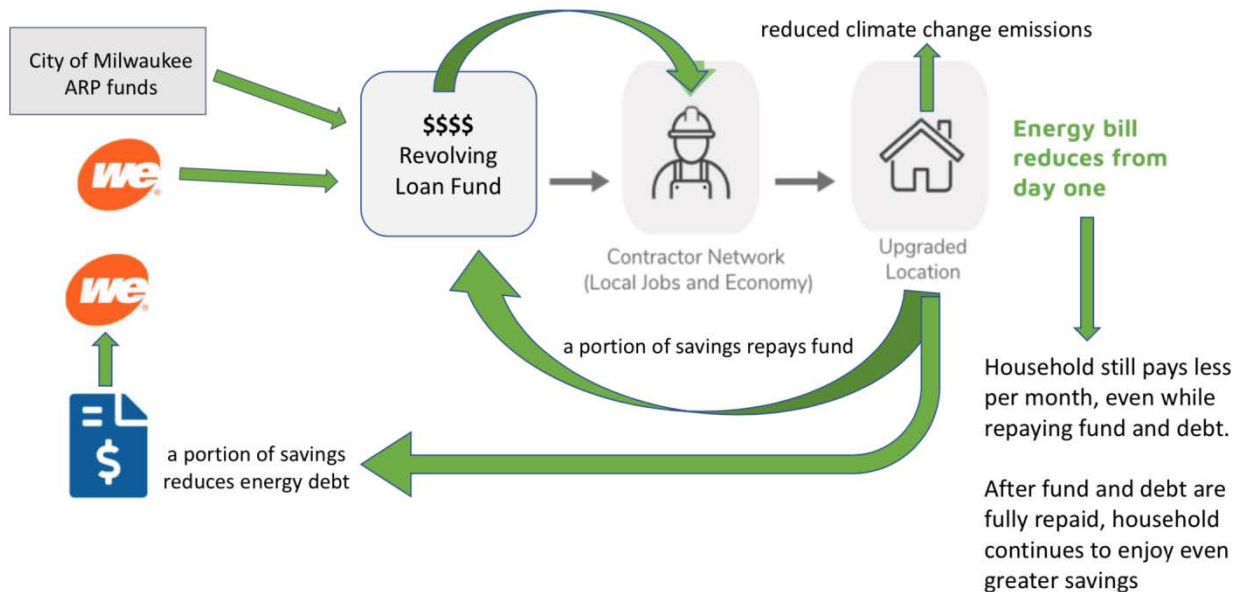 reduced climate change emissions
City of Milwaukee
ARP funds
$$$$
Revolving
Loan Fund
we®
Energy bill
reduces from
day one
Contractor Network
(Local Jobs and Economy)
Upgraded
Location
we®
a portion of savings repays fund
$
a portion of savings
reduces energy debt
Household still pays less
per month, even while
repaying fund and debt.
After fund and debt are
fully repaid, household
continues to enjoy even
greater savings